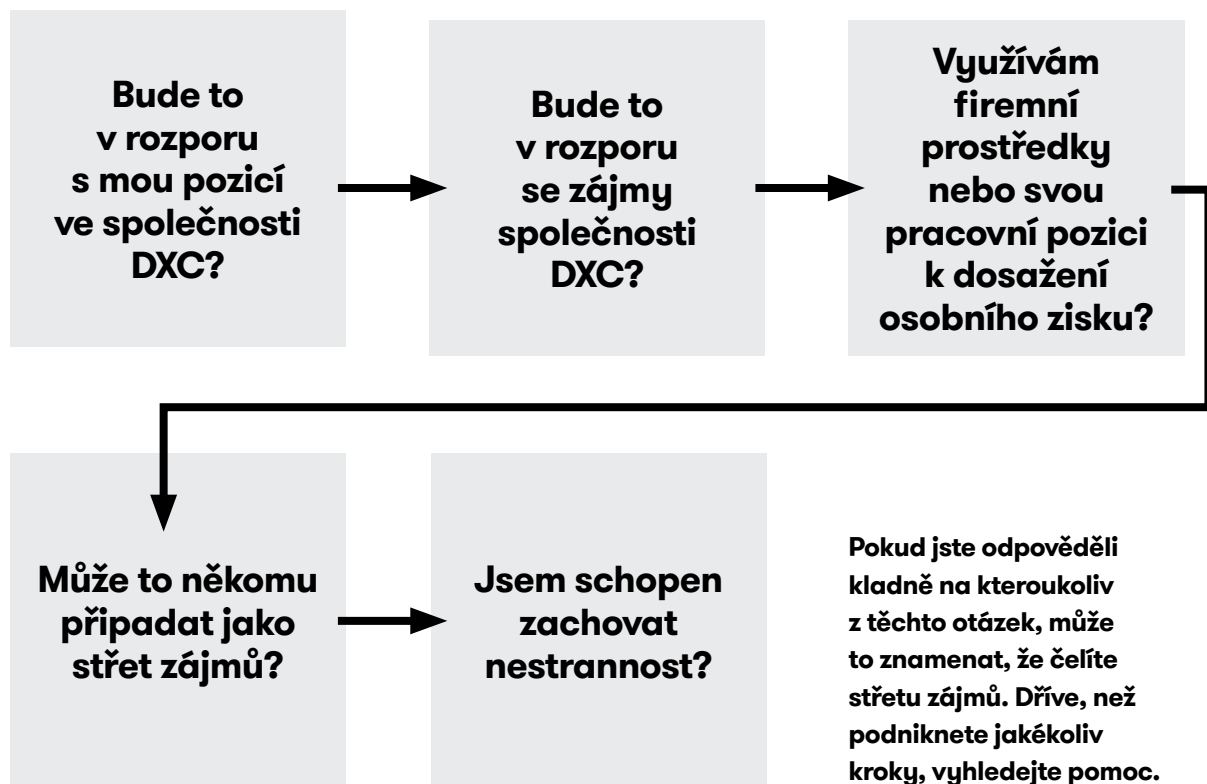 Bude to
v rozporu
s mou pozicí
ve společnosti
DXC?
Bude to
v rozporu
se zájmy
společnosti
DXC?
Využívám
firemní
prostředky
nebo svou
pracovní pozici
k dosažení
osobního zisku?
Může to někomu
připadat jako
střet zájmů?
Jsem schopen
zachovat
nestrannost?
Pokud jste odpověděli
kladně na kteroukoliv
z těchto otázek, může
to znamenat, že čelíte
střetu zájmů. Dříve, než
podniknete jakékoliv
kroky, vyhledejte pomoc.